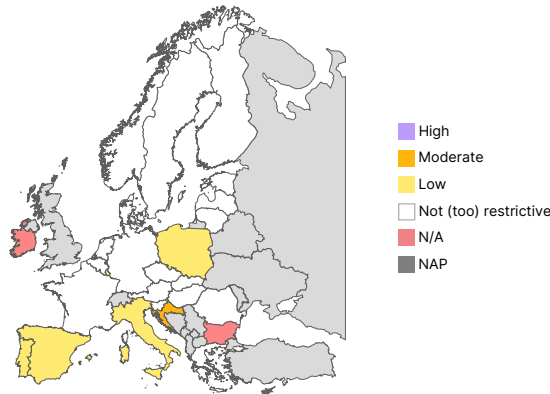 High
Moderate
Low
Not (too) restrictive
N/A
NAP